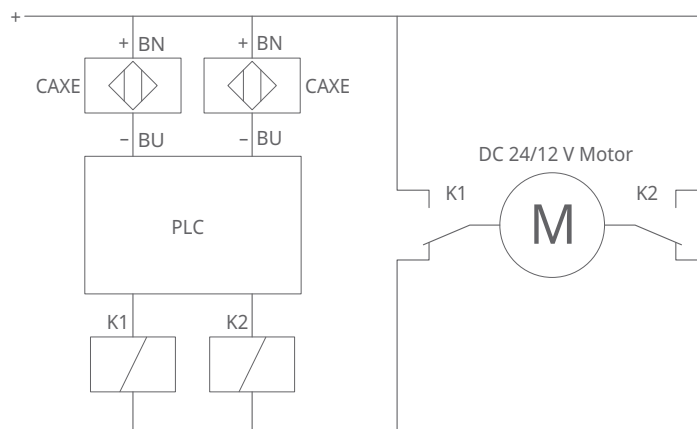 +
+ BN
+ BN
CAXE
CAXE
– BU
– BU
DC 24/12 V Motor
K1
K2
M
PLC
K1
K2